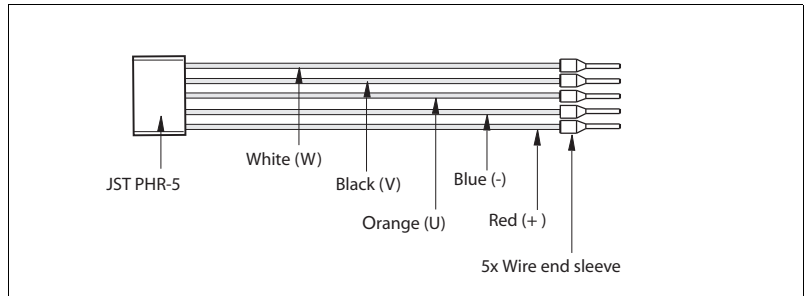 White (W)
JST PHR-5
Black (V)
Blue (-)
Orange (U)
Red (+ )
5x Wire end sleeve